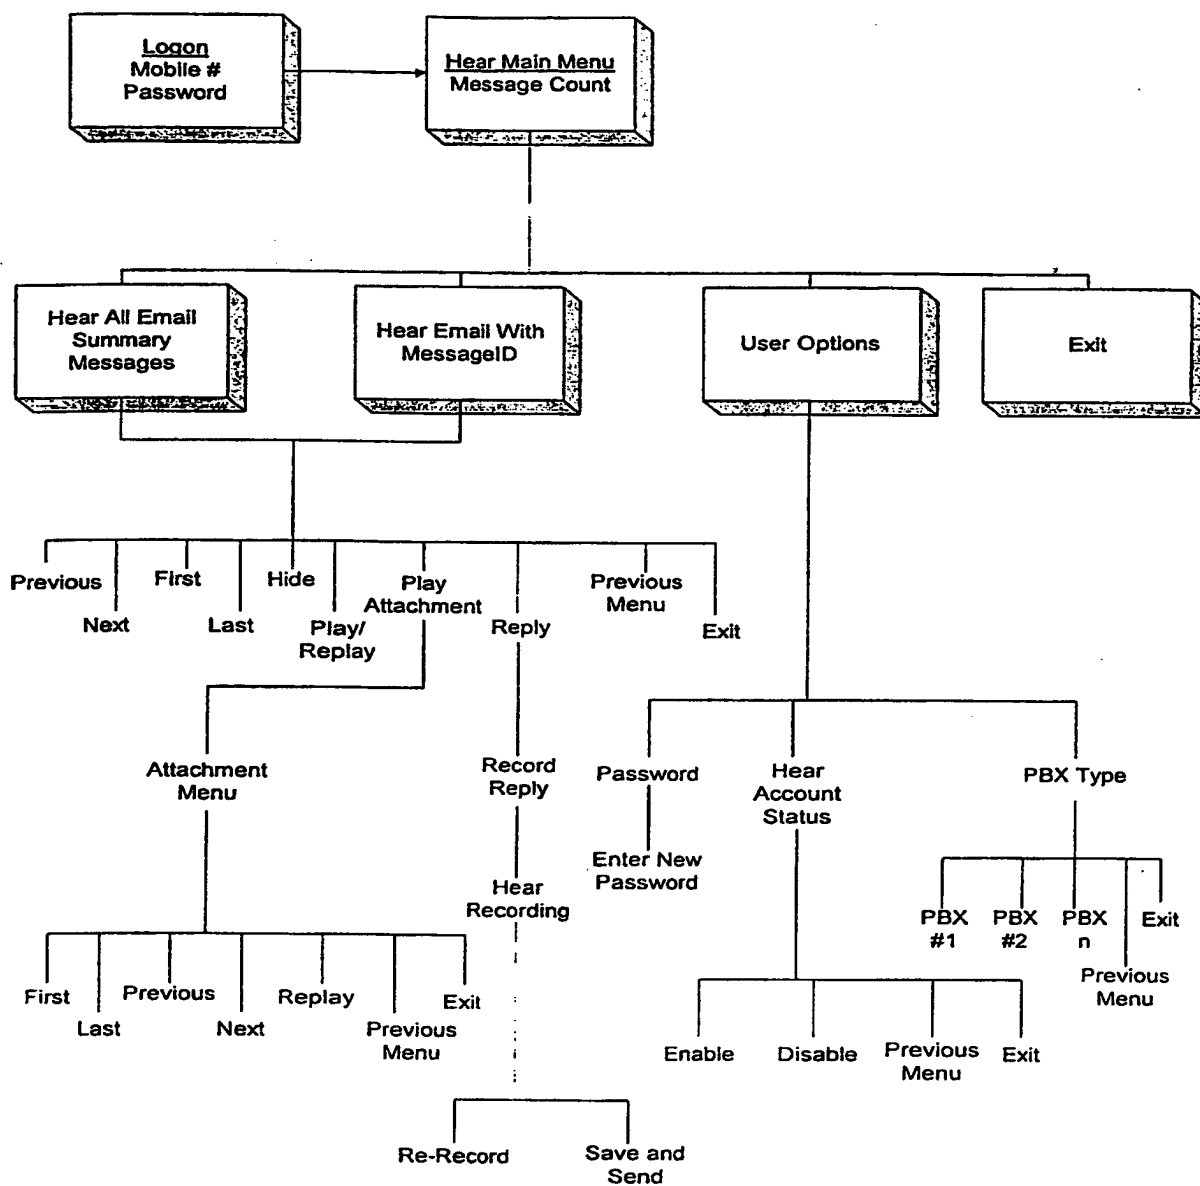 Logon
Mobile #
Password
Hear Main Menu
Message Count
Hear All Email
Summary
Messages
Hear Email With
MessageID
User Options
Exit
Previous
Next
First
Last
Hide
Play/
Replay
Play
Attachment
Reply
Previous
Menu
Exit
Attachment
Menu
First
Last
Previous
Next
Replay
Previous
Menu
Exit
Record
Reply
Hear
Recording
Re-Record
Save and
Send
Password
Enter New
Password
Hear
Account
Status
Enable
Disable
Previous
Menu
Exit
PBX Type
PBX
#1
PBX
#2
PBX
n
Previous
Menu
Exit